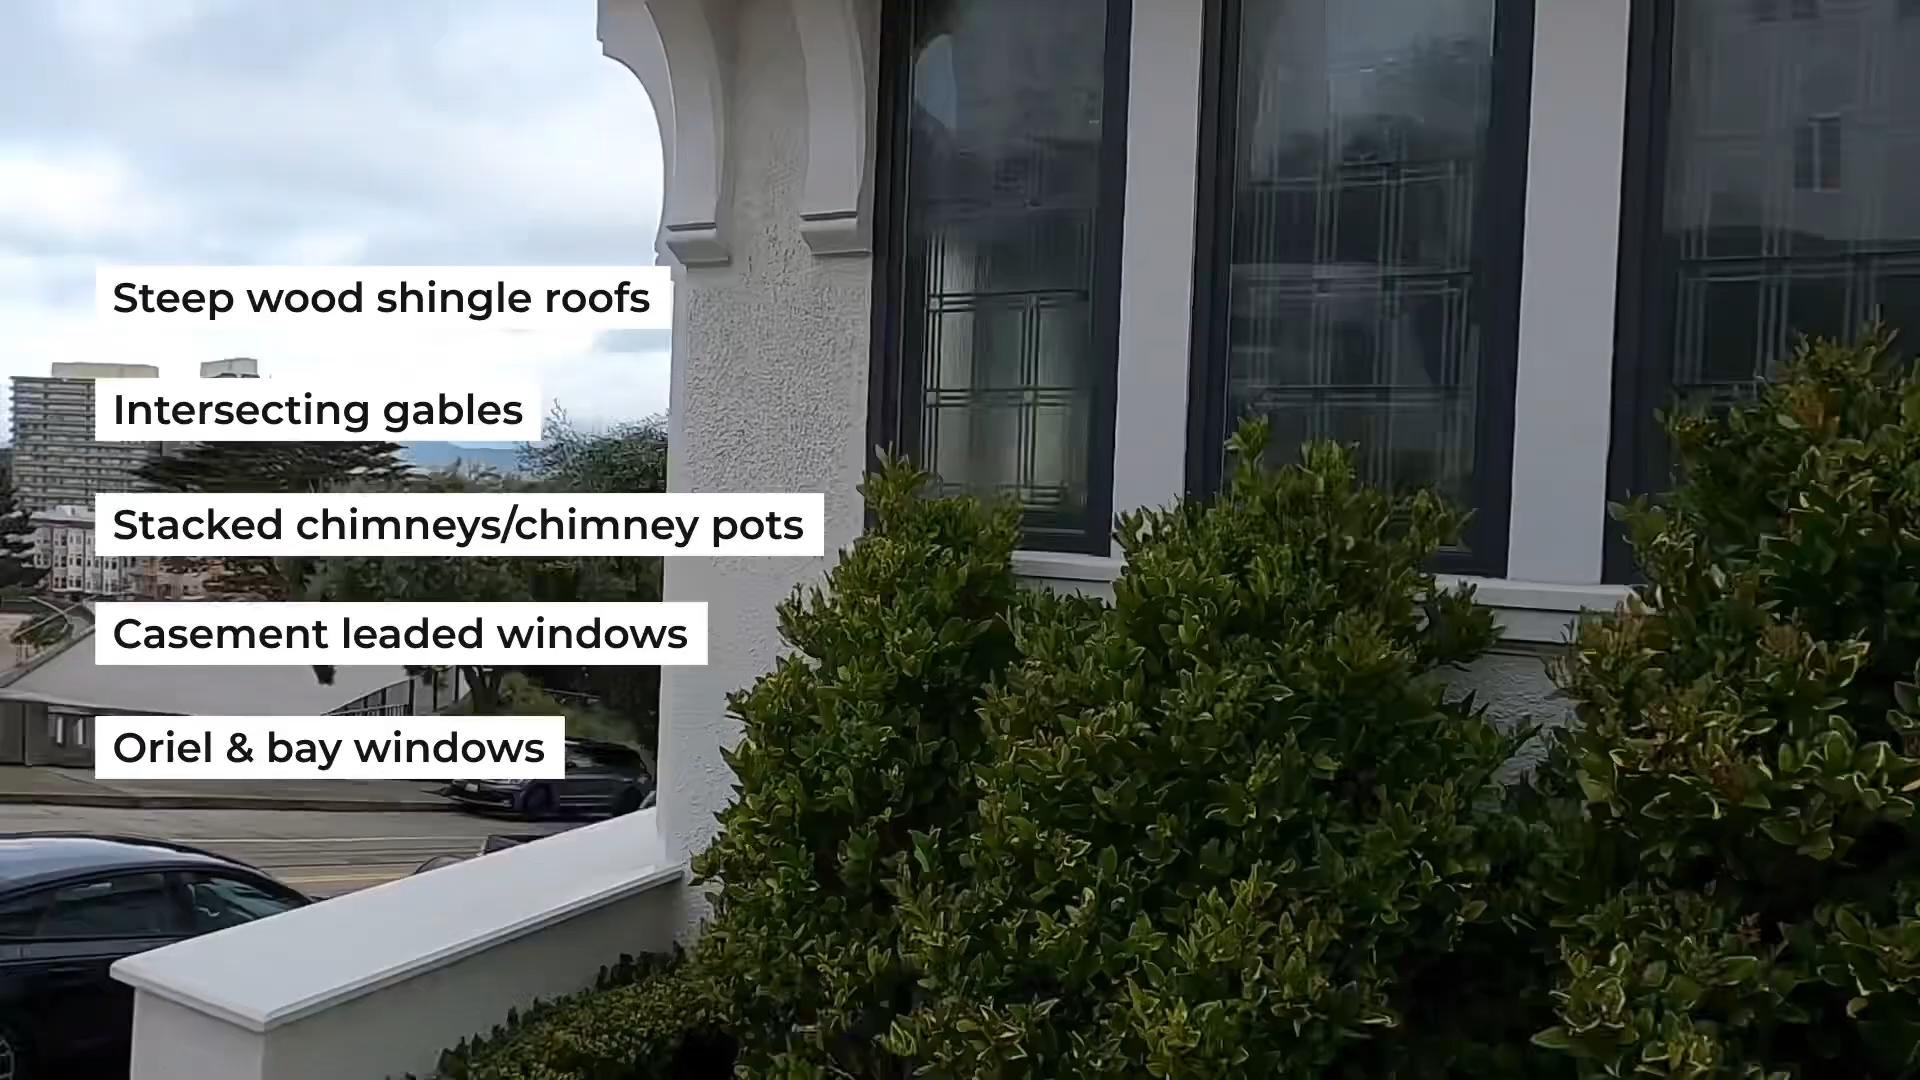 Steep wood shingle roofs
Intersecting gables
Stacked chimneys/chimney pots
Casement leaded windows
Oriel & bay windows